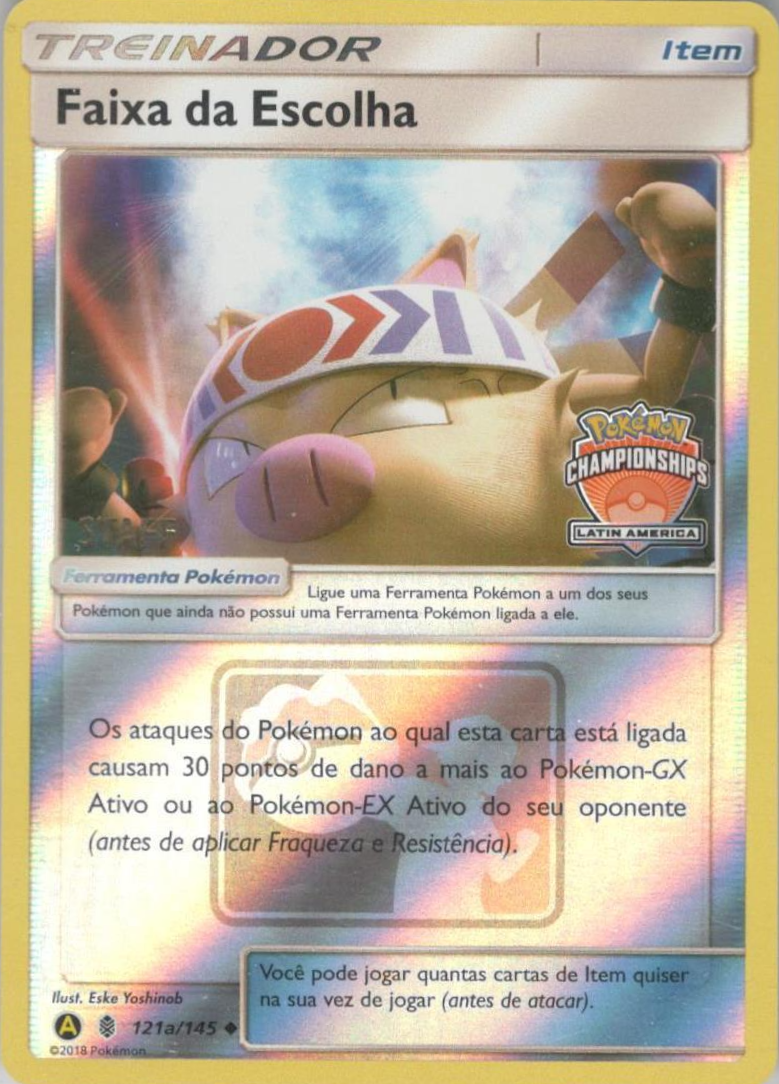 TREINADOR
Item
Faixa da Escolha
Pokémon
CHAMPIONSHIPS
LATIN AMERICA
STAFF
Ferramenta Pokémon
Ligue uma Ferramenta Pokémon a um dos seus
Pokémon que ainda não possui uma Ferramenta Pokémon ligada a ele.
Os ataques do Pokémon ao qual esta carta está ligada
causam 30 pontos de dano a mais ao Pokémon-GX
Ativo ou ao Pokémon-EX Ativo do seu oponente
(antes de aplicar Fraqueza e Resistência).
Você pode jogar quantas cartas de Item quiser
na sua vez de jogar (antes de atacar).
Ilust. Eske Yoshinob
A 121a/145
©2018 Pokémon